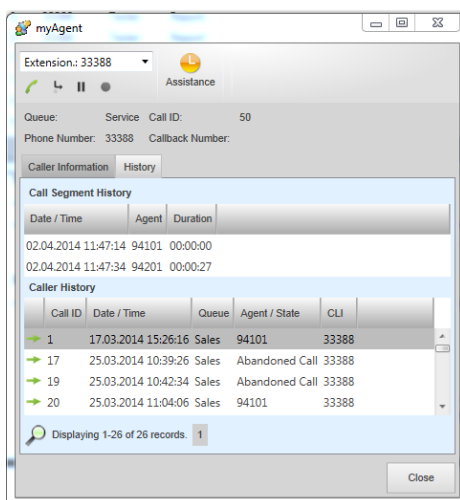 myAgent
Extension.: 33388
Assistance
Queue: Service Call ID: 50
Phone Number: 33388 Callback Number:
Caller Information History
Call Segment History
Date / Time Agent Duration
02.04.2014 11:47:14 94101 00:00:00
02.04.2014 11:47:34 94201 00:00:27
Caller History
Call ID Date / Time Queue Agent / State CLI
1 17.03.2014 15:26:16 Sales 94101 33388
17 25.03.2014 10:39:26 Sales Abandoned Call 33388
19 25.03.2014 10:42:34 Sales Abandoned Call 33388
20 25.03.2014 11:04:06 Sales 94101 33388
Displaying 1-26 of 26 records. 1
Close